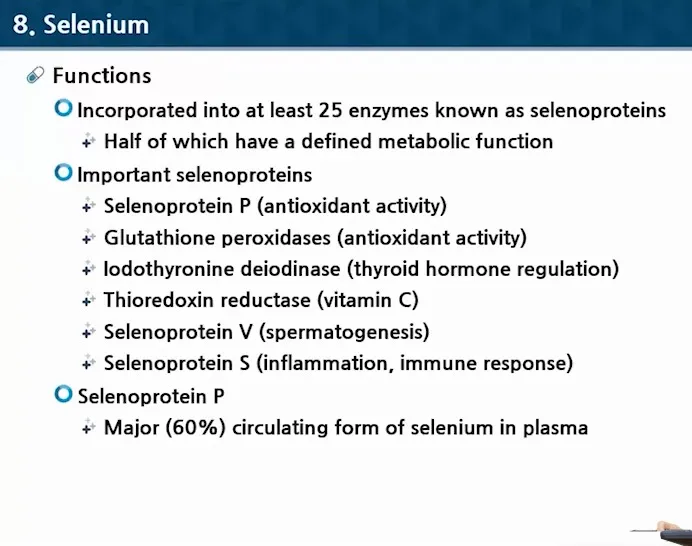 8. Selenium
Functions
Incorporated into at least 25 enzymes known as selenoproteins
Half of which have a defined metabolic function
Important selenoproteins
Selenoprotein P (antioxidant activity)
Glutathione peroxidases (antioxidant activity)
Iodothyronine deiodinase (thyroid hormone regulation)
Thioredoxin reductase (vitamin C)
Selenoprotein V (spermatogenesis)
Selenoprotein S (inflammation, immune response)
Selenoprotein P
Major (60%) circulating form of selenium in plasma